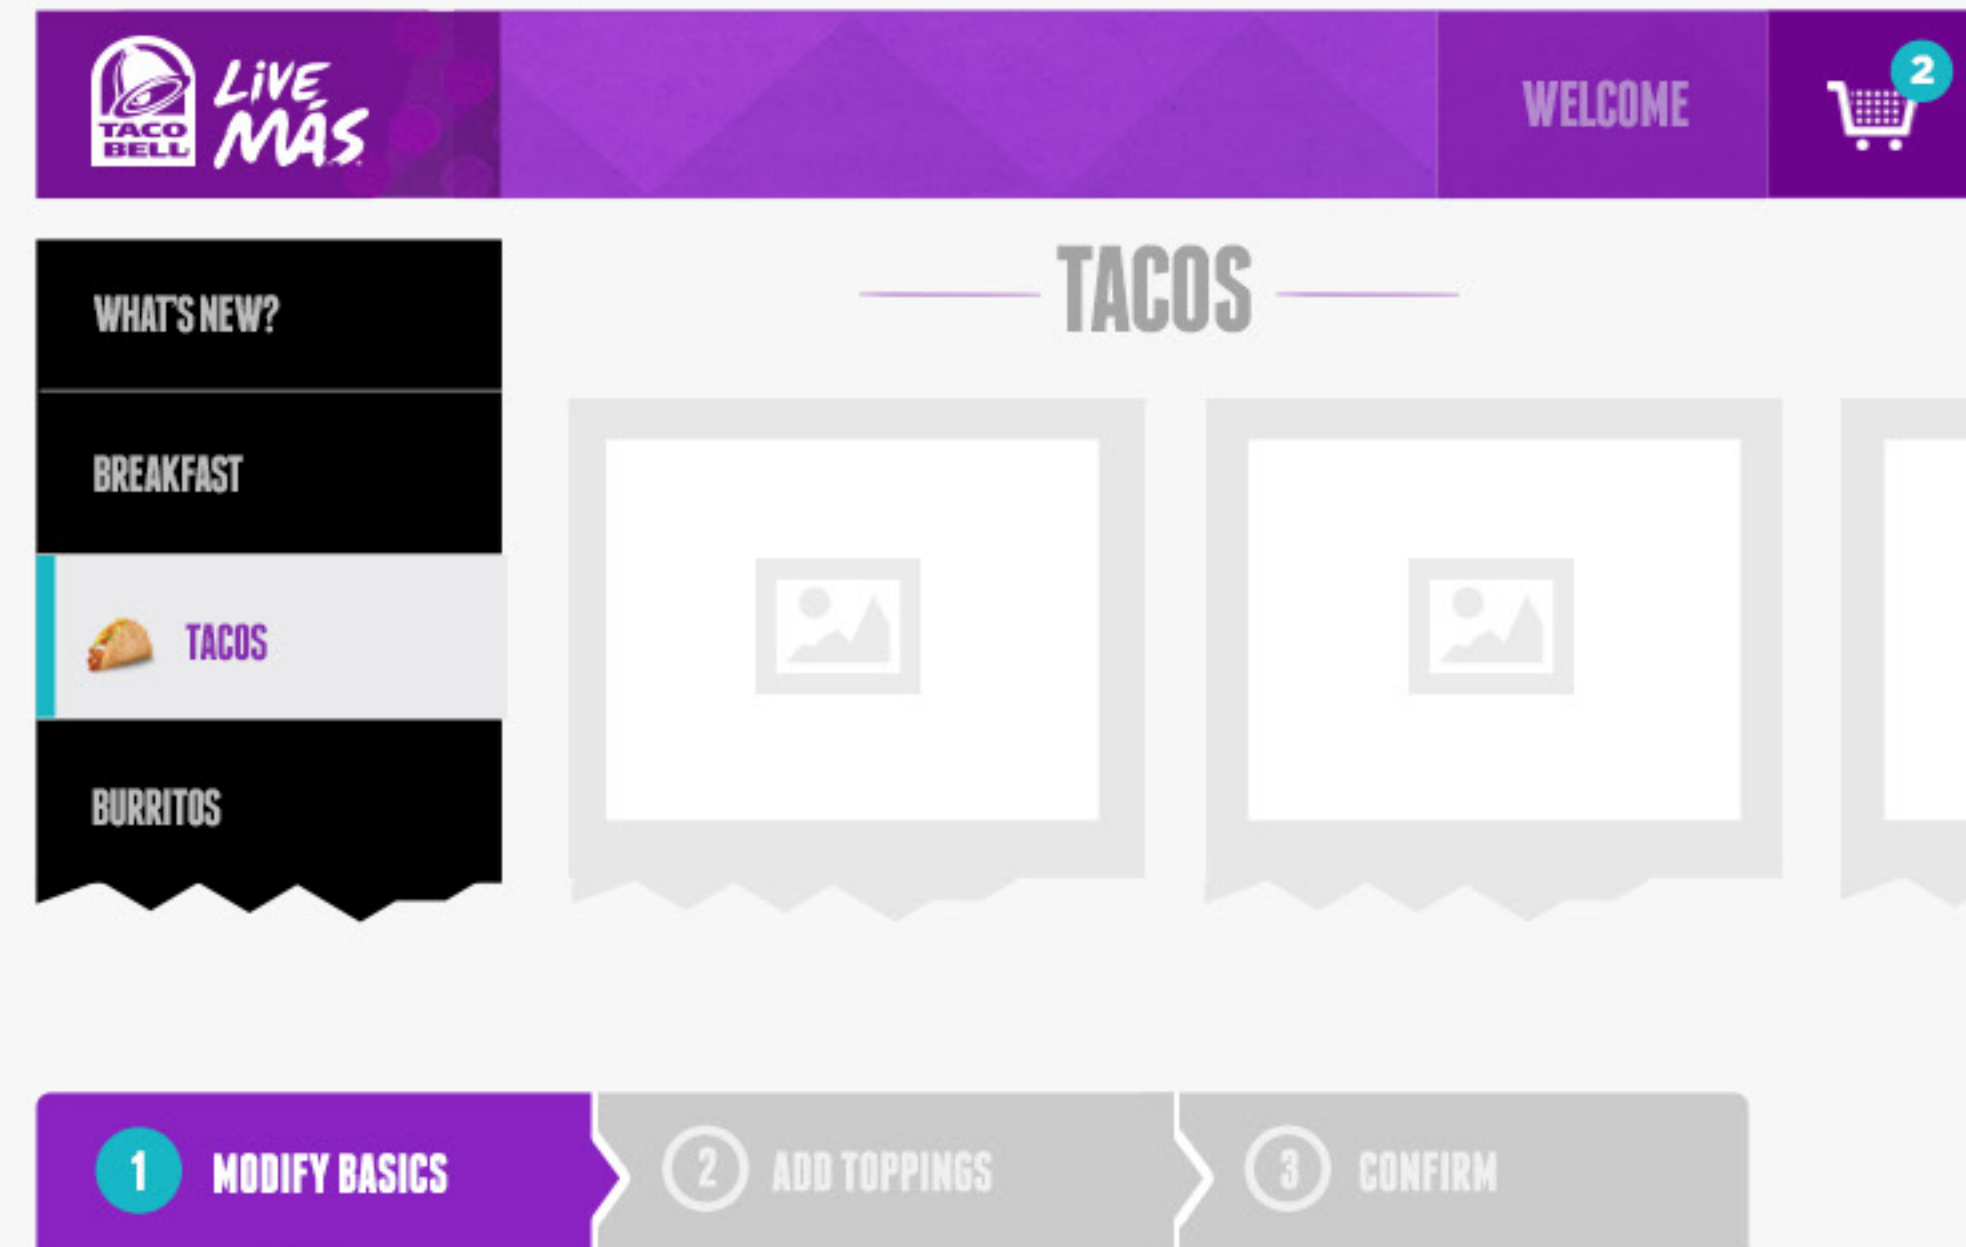 TACO
BELL
LiVE
MÁS
WELCOME
2
TACOS
WHAT'S NEW?
BREAKFAST
TACOS
BURRITOS
1 MODIFY BASICS
2 ADD TOPPINGS
3 CONFIRM